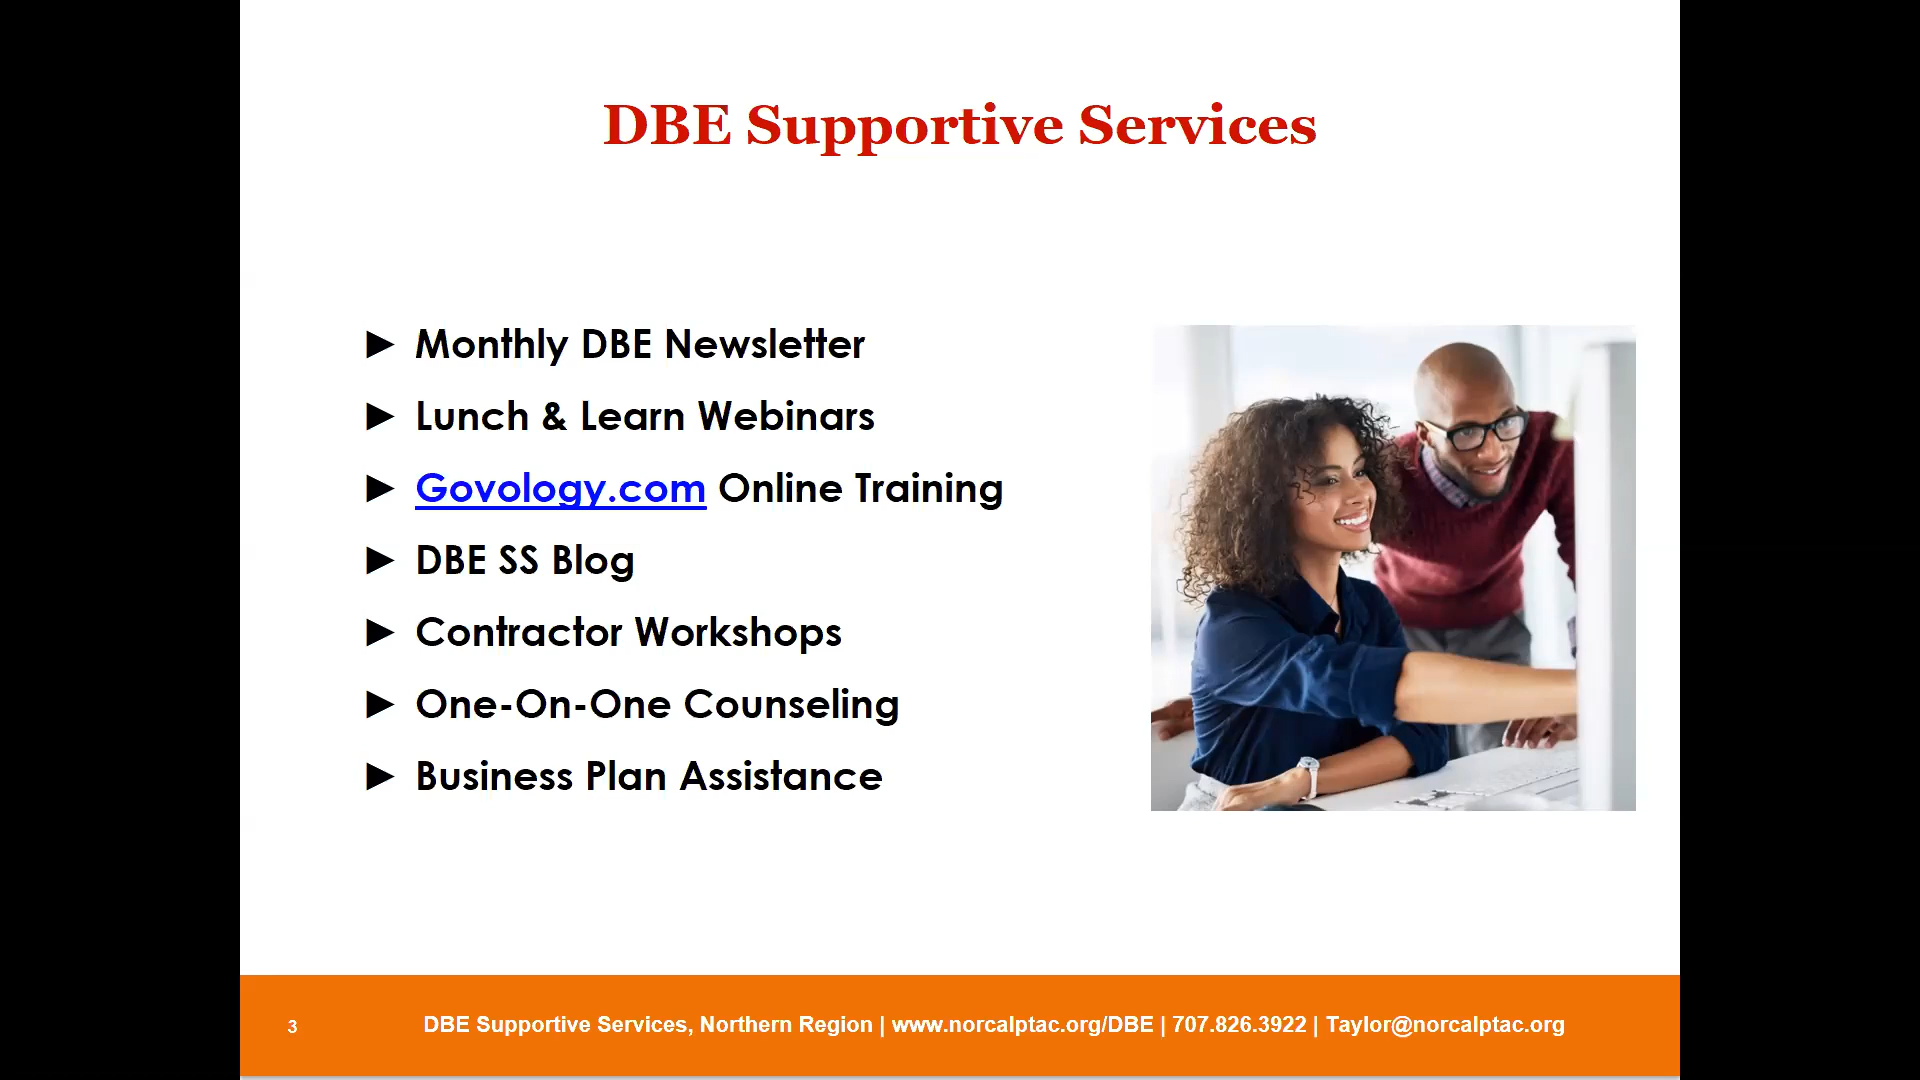 DBE Supportive Services
► Monthly DBE Newsletter
► Lunch & Learn Webinars
► Govology.com Online Training
► DBE SS Blog
► Contractor Workshops
► One-On-One Counseling
► Business Plan Assistance
3
DBE Supportive Services, Northern Region | www.norcalptac.org/DBE | 707.826.3922 | Taylor@norcalptac.org